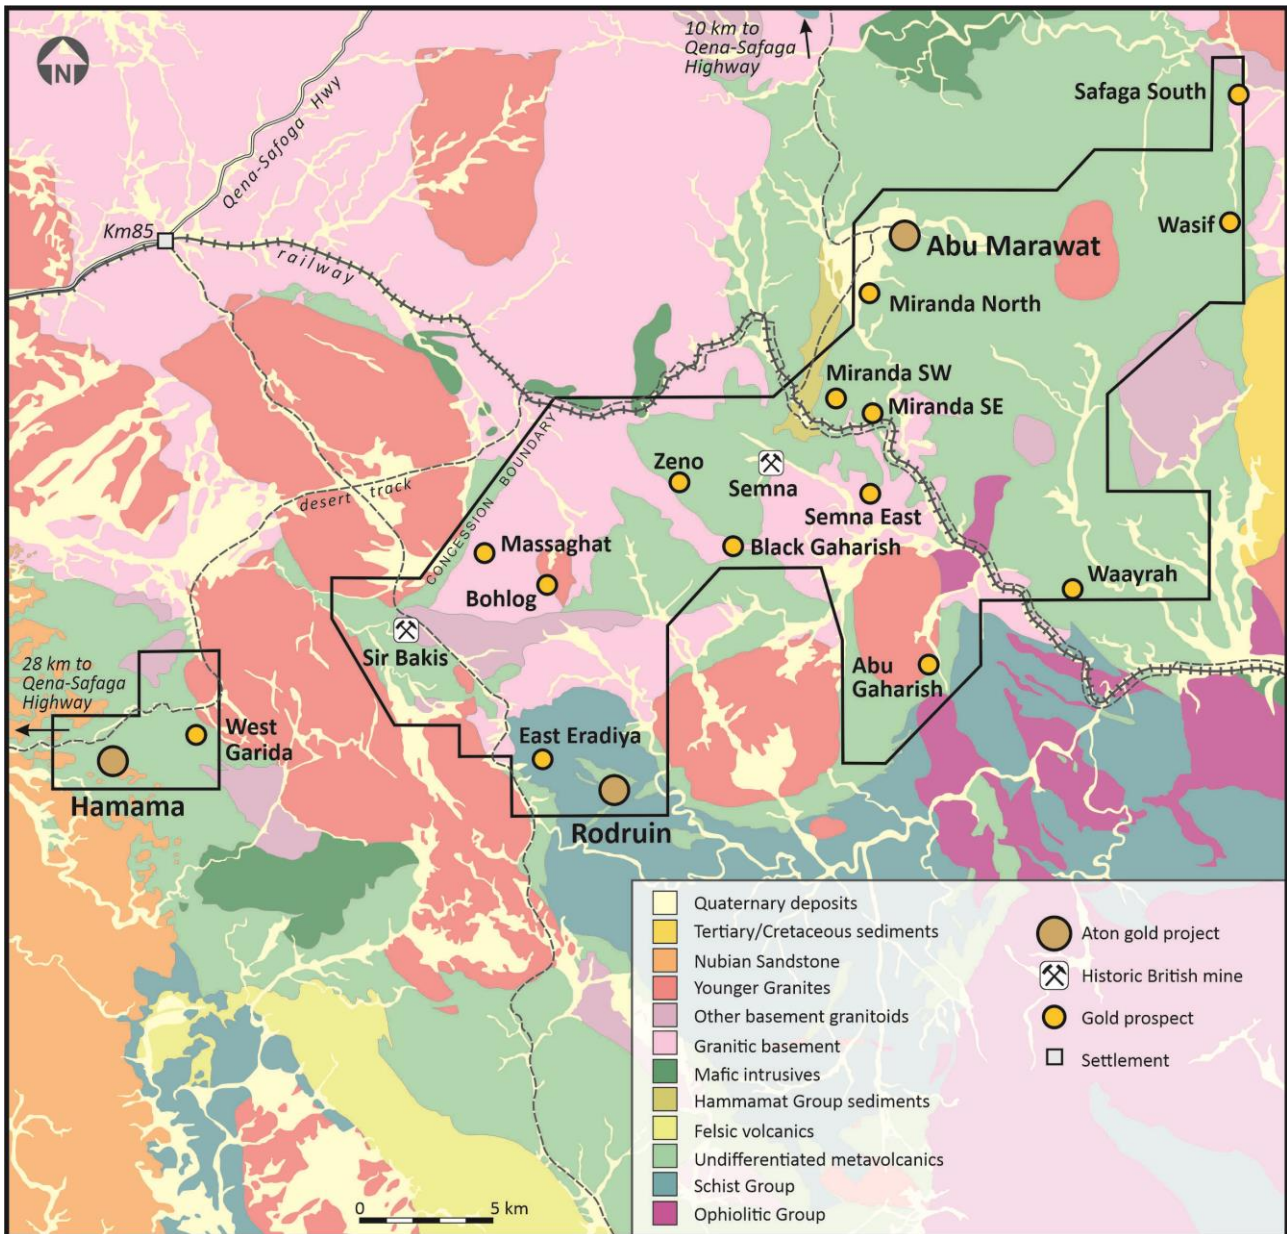 N
10 km to
Qena-Safaga
Highway
Safaga South
Qena-Safoga Hwy
Km85
railway
Wasif
Abu Marawat
Miranda North
Miranda SW
Miranda SE
CONCESSION BOUNDARY
Zeno
Semna
desert track
Semna East
Massaghat
Black Gaharish
Bohlog
Waayrah
Sir Bakis
28 km to
Qena-Safaga
Highway
Abu
Gaharish
West
Garida
East Eradiya
Hamama
Rodruin
Quaternary deposits
Tertiary/Cretaceous sediments
Nubian Sandstone
Younger Granites
Other basement granitoids
Granitic basement
Mafic intrusives
Hammamat Group sediments
Felsic volcanics
Undifferentiated metavolcanics
Schist Group
Ophiolitic Group
Aton gold project
Historic British mine
Gold prospect
Settlement
0 5 km